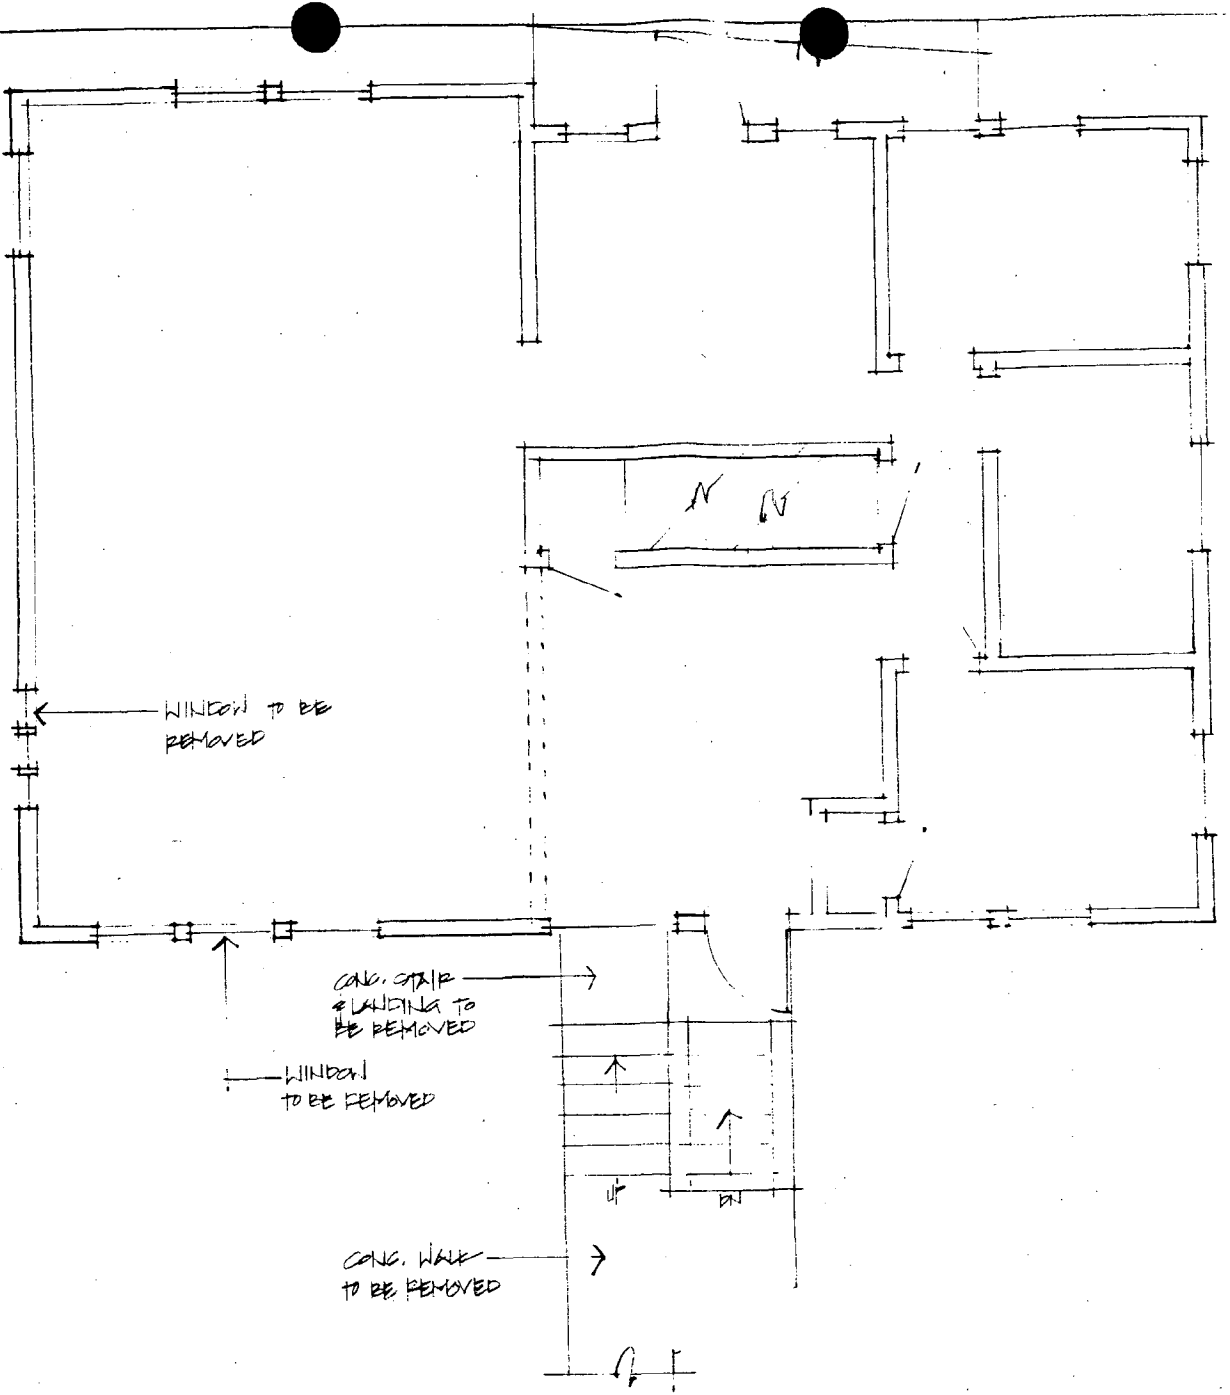 WINDOW TO BE
REMOVED
CONC. STAIR
& LANDING TO
BE REMOVED
WINDOW
TO BE REMOVED
UP
DN
CONC. WALK
TO BE REMOVED